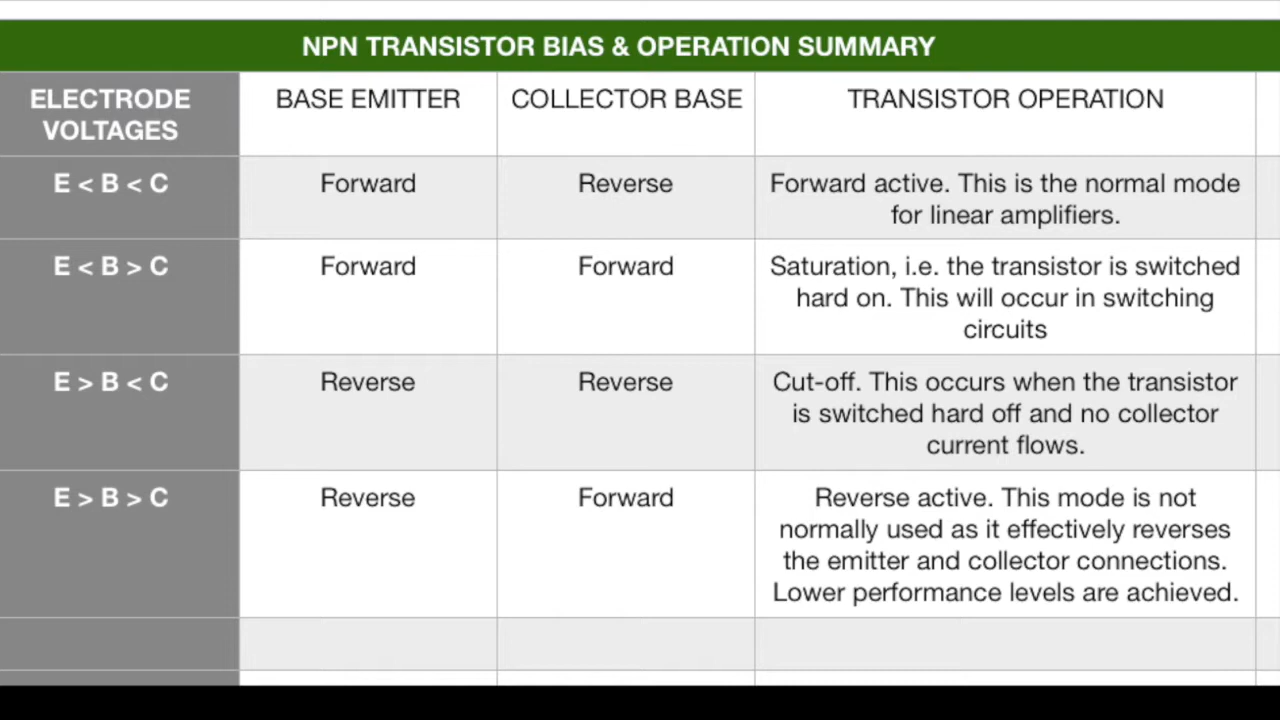 NPN TRANSISTOR BIAS & OPERATION SUMMARY
ELECTRODE VOLTAGES
BASE EMITTER
COLLECTOR BASE
TRANSISTOR OPERATION
E < B < C
Forward
Reverse
Forward active. This is the normal mode
for linear amplifiers.
E < B > C
Forward
Forward
Saturation, i.e. the transistor is switched
hard on. This will occur in switching
circuits
E > B < C
Reverse
Reverse
Cut-off. This occurs when the transistor
is switched hard off and no collector
current flows.
E > B > C
Reverse
Forward
Reverse active. This mode is not
normally used as it effectively reverses
the emitter and collector connections.
Lower performance levels are achieved.